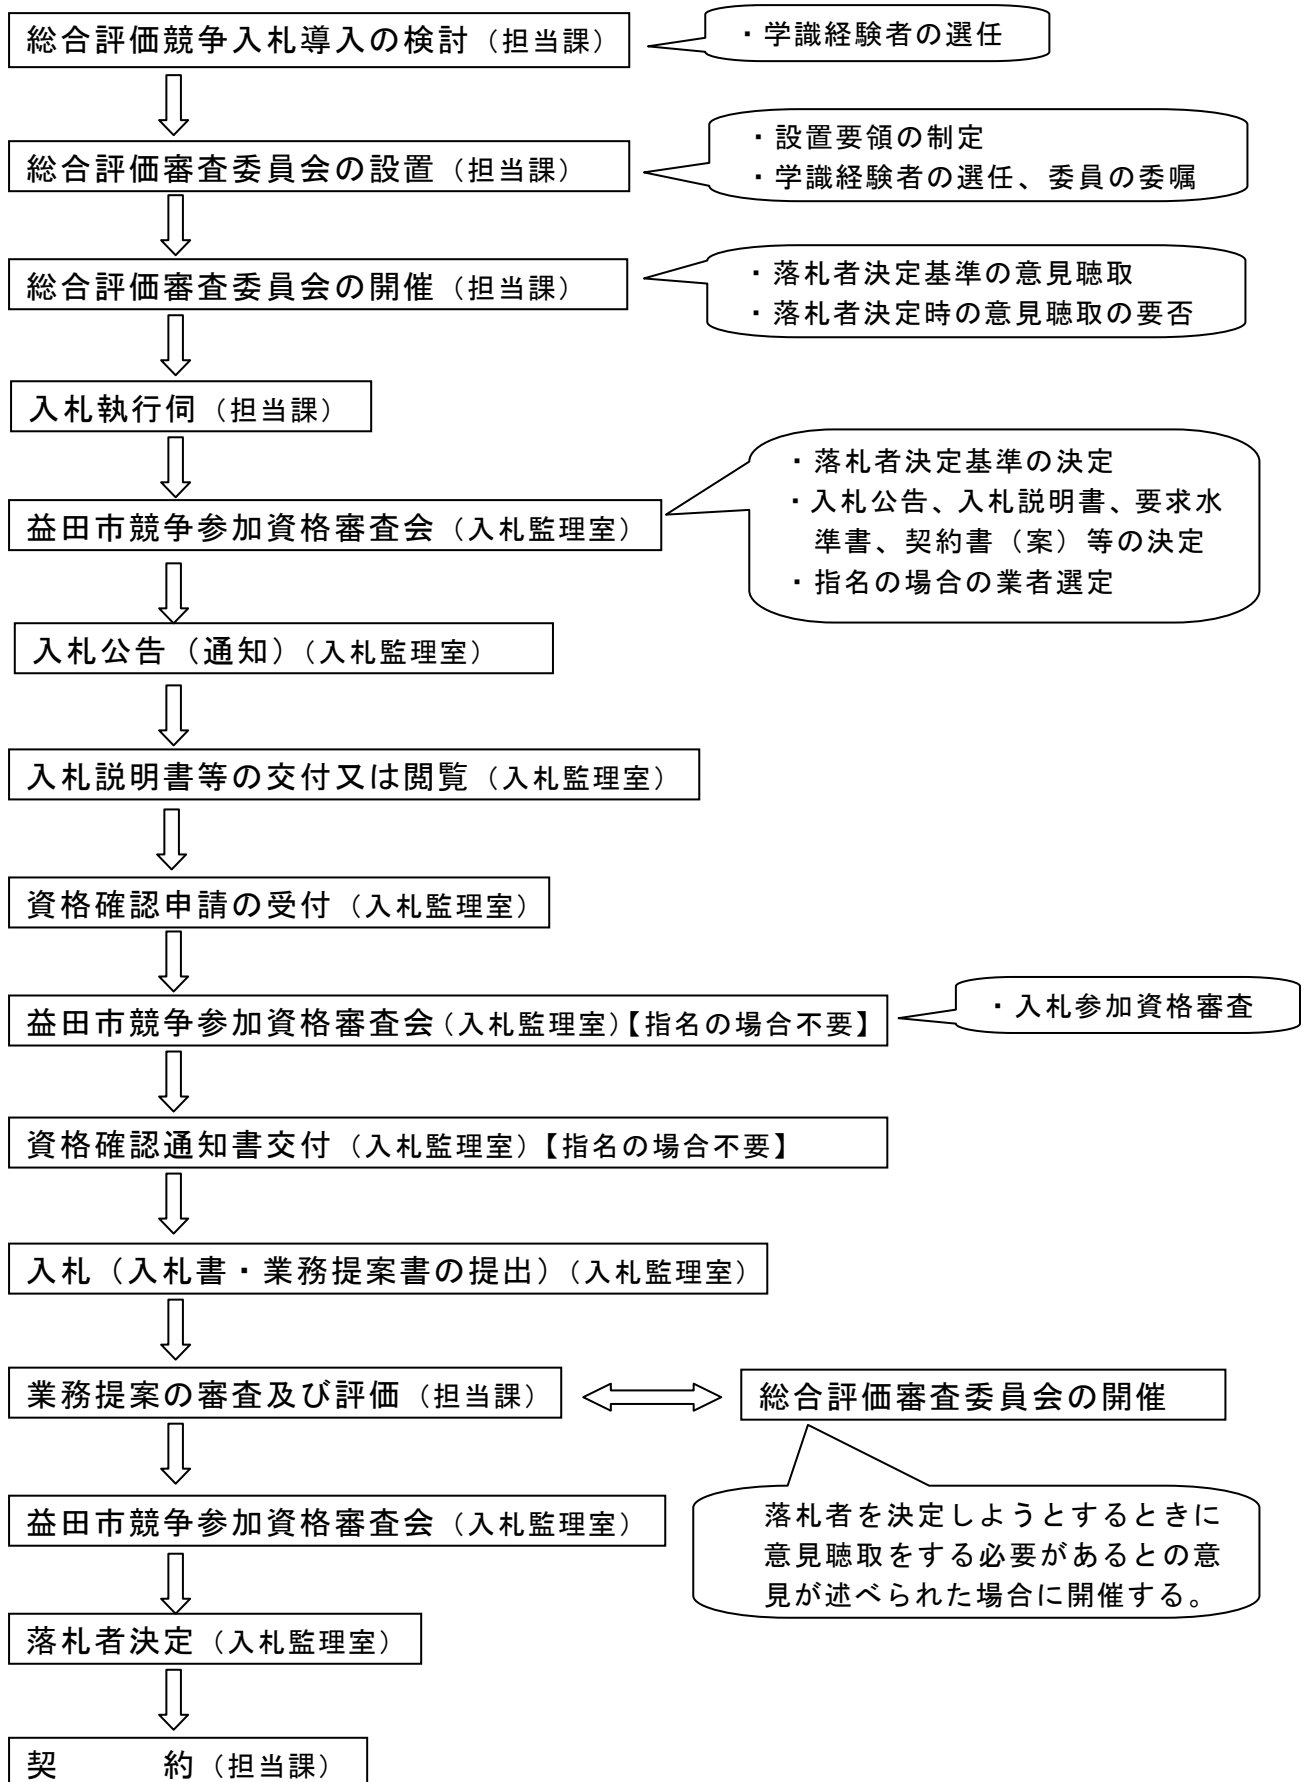 総合評価競争入札導入の検討（担当課）
・学識経験者の選任
総合評価審査委員会の設置（担当課）
・設置要領の制定
・学識経験者の選任、委員の委嘱
総合評価審査委員会の開催（担当課）
・落札者決定基準の意見聴取
・落札者決定時の意見聴取の要否
入札執行伺（担当課）
益田市競争参加資格審査会（入札監理室）
・落札者決定基準の決定
・入札公告、入札説明書、要求水
準書、契約書（案）等の決定
・指名の場合の業者選定
入札公告（通知）（入札監理室）
入札説明書等の交付又は閲覧（入札監理室）
資格確認申請の受付（入札監理室）
益田市競争参加資格審査会（入札監理室）【指名の場合不要】
・入札参加資格審査
資格確認通知書交付（入札監理室）【指名の場合不要】
入札（入札書・業務提案書の提出）（入札監理室）
業務提案の審査及び評価（担当課）
総合評価審査委員会の開催
益田市競争参加資格審査会（入札監理室）
落札者を決定しようとするときに
意見聴取をする必要があるとの意
見が述べられた場合に開催する。
落札者決定（入札監理室）
契　　　約（担当課）